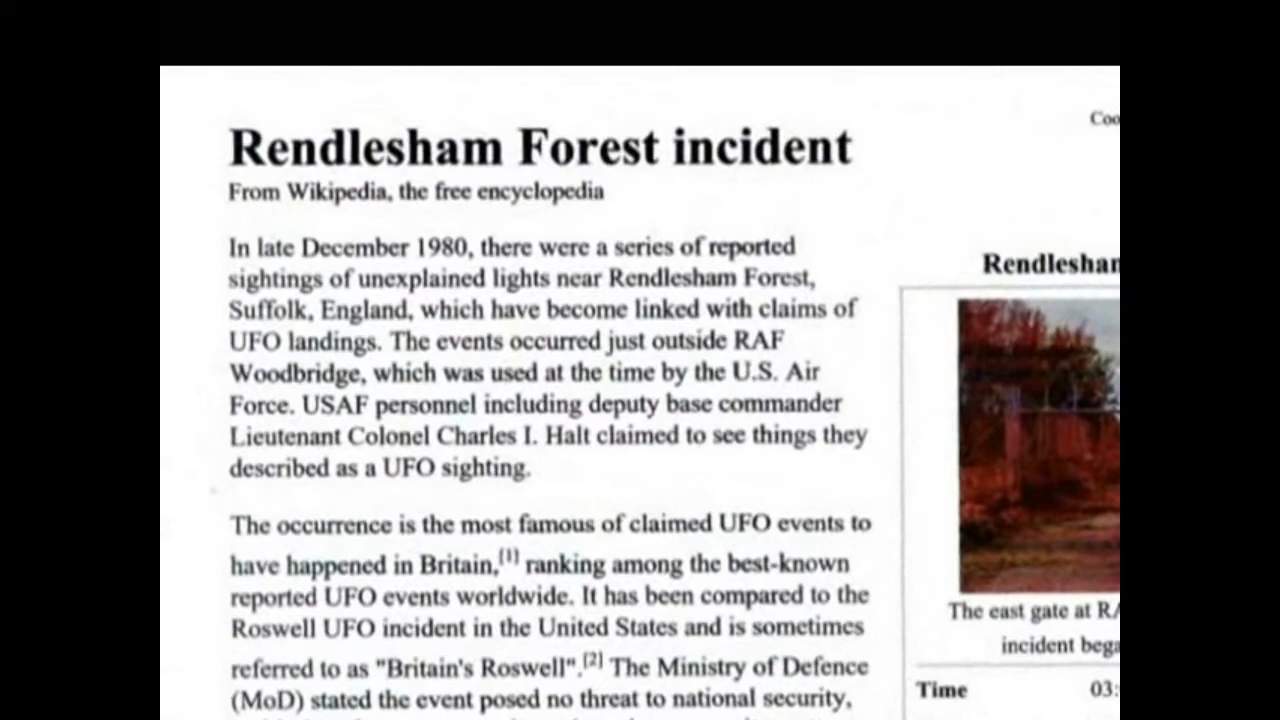 Coo
Rendlesham Forest incident
From Wikipedia, the free encyclopedia
In late December 1980, there were a series of reported
sightings of unexplained lights near Rendlesham Forest,
Suffolk, England, which have become linked with claims of
UFO landings. The events occurred just outside RAF
Woodbridge, which was used at the time by the U.S. Air
Force. USAF personnel including deputy base commander
Lieutenant Colonel Charles I. Halt claimed to see things they
described as a UFO sighting.
The occurrence is the most famous of claimed UFO events to
have happened in Britain,[1] ranking among the best-known
reported UFO events worldwide. It has been compared to the
Roswell UFO incident in the United States and is sometimes
referred to as "Britain's Roswell".[2] The Ministry of Defence
(MoD) stated the event posed no threat to national security,
Rendleshar
The east gate at RA
incident bega
Time 03: